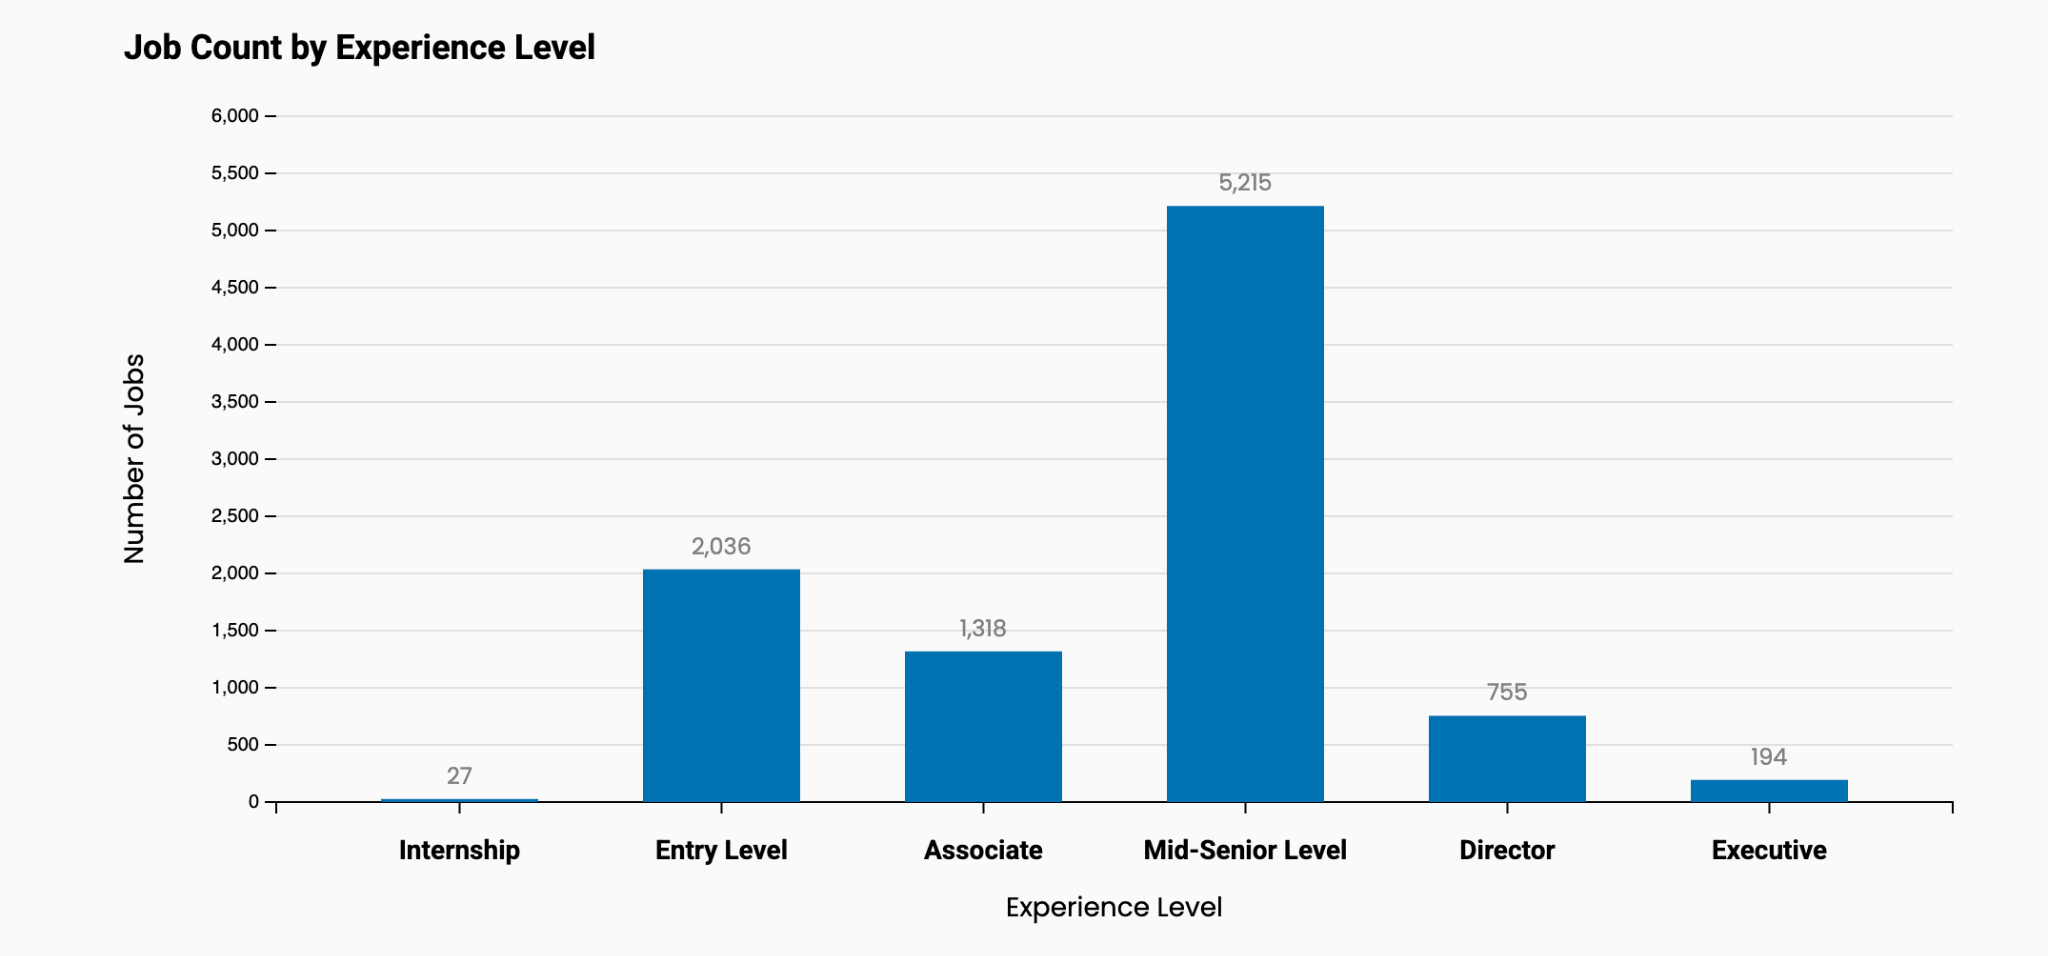 Job Count by Experience Level
6,000
5,500
5,000
4,500
4,000
3,500
3,000
2,500
2,000
1,500
1,000
500
0
Number of Jobs
27
2,036
1,318
5,215
755
194
Internship
Entry Level
Associate
Mid-Senior Level
Director
Executive
Experience Level